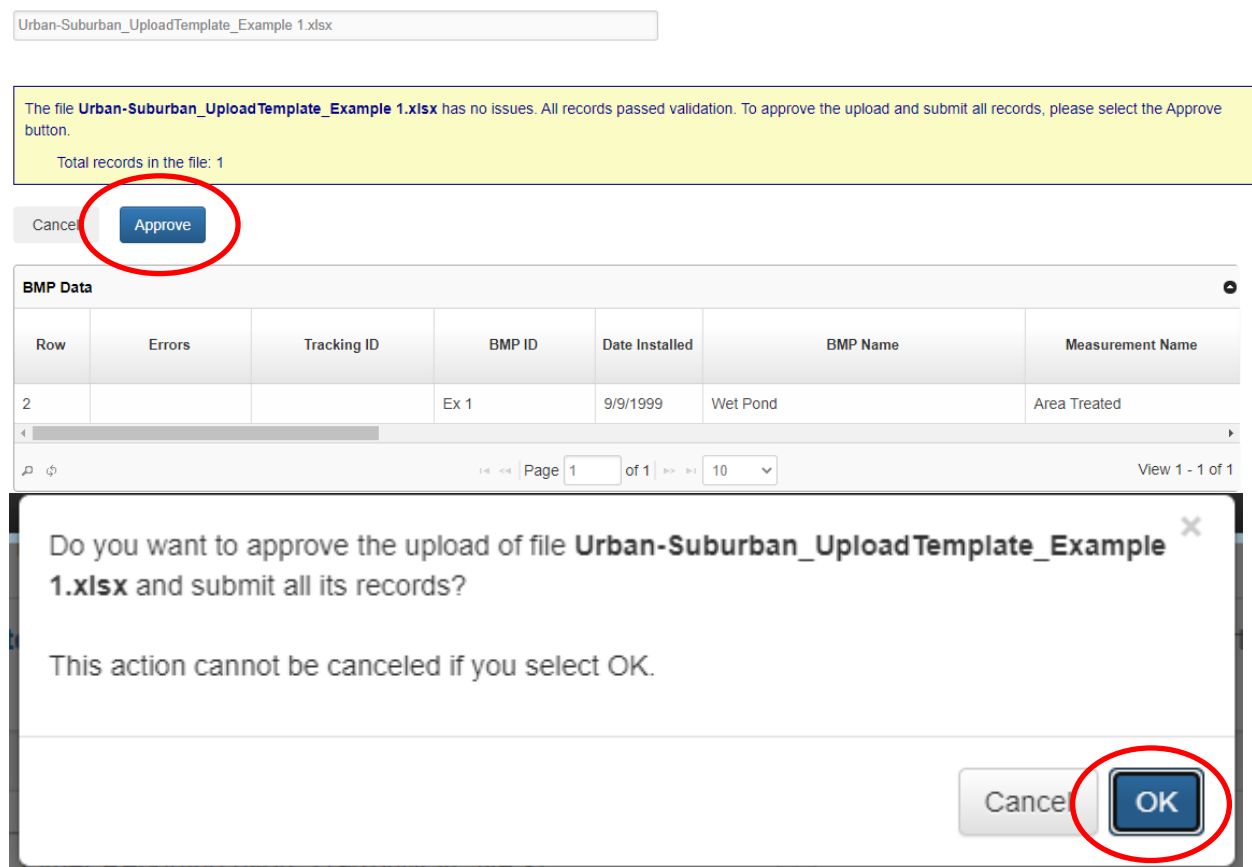 Urban-Suburban_UploadTemplate_Example 1.xlsx
The file Urban-Suburban_UploadTemplate_Example 1.xlsx has no issues. All records passed validation. To approve the upload and submit all records, please select the Approve
button.
Total records in the file: 1
Cancel Approve
BMP Data
Row Errors Tracking ID BMP ID Date Installed BMP Name Measurement Name
2 Ex 1 9/9/1999 Wet Pond Area Treated
Page 1 of 1 10 View 1 - 1 of 1
Do you want to approve the upload of file Urban-Suburban_UploadTemplate_Example
1.xlsx and submit all its records?
This action cannot be canceled if you select OK.
Cancel OK